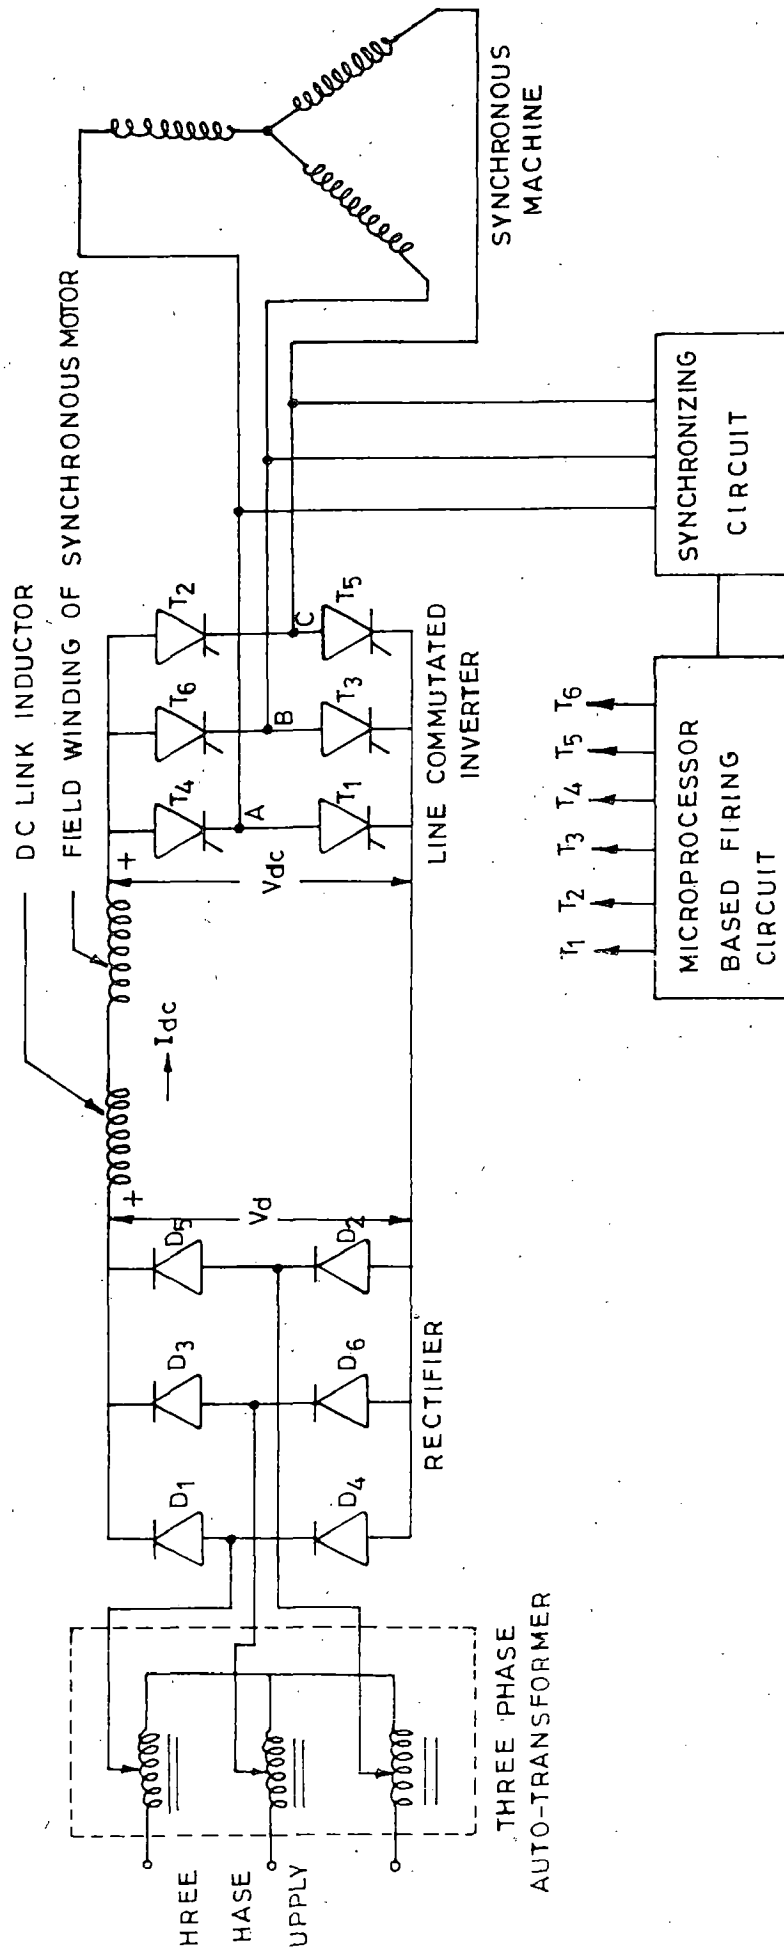 DC LINK INDUCTOR
FIELD WINDING OF SYNCHRONOUS MOTOR
+
+
Idc
Vd
Vdc
D1
D3
D5
D4
D6
D2
T4
T6
T2
A
B
C
T1
T3
T5
RECTIFIER
LINE COMMUTATED
INVERTER
SYNCHRONOUS
MACHINE
HREE
HASE
UPPLY
THREE PHASE
AUTO-TRANSFORMER
T1
T2
T3
T4
T5
T6
MICROPROCESSOR
BASED FIRING
CIRCUIT
SYNCHRONIZING
CIRCUIT